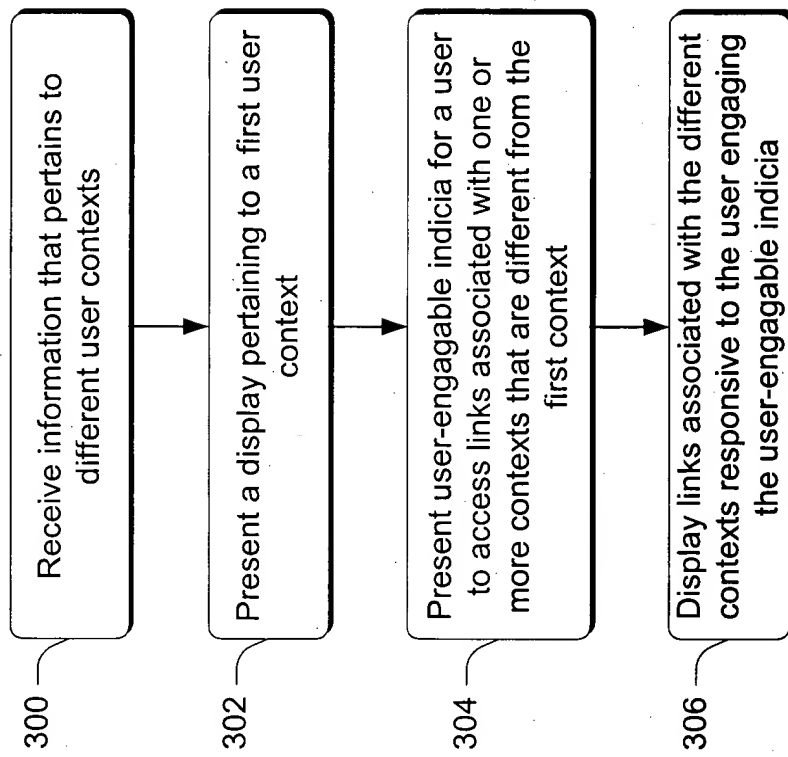 300
Receive information that pertains to
different user contexts
302
Present a display pertaining to a first user
context
304
Present user-engagable indicia for a user
to access links associated with one or
more contexts that are different from the
first context
306
Display links associated with the different
contexts responsive to the user engaging
the user-engagable indicia